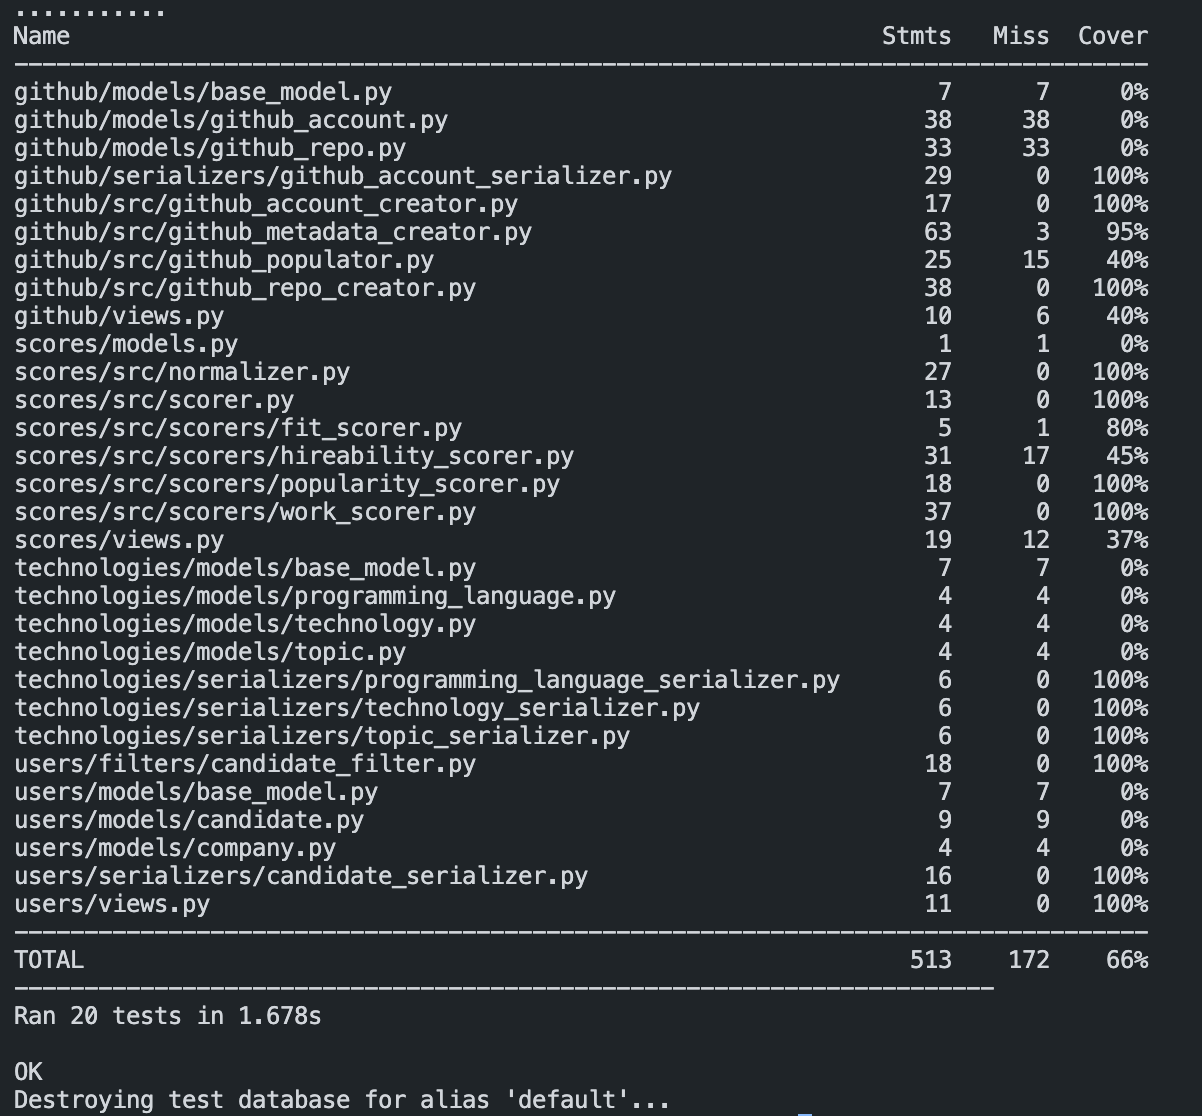 ...........
Name Stmts Miss Cover
---------------------------------------------------------------------------------
github/models/base_model.py 7 7 0%
github/models/github_account.py 38 38 0%
github/models/github_repo.py 33 33 0%
github/serializers/github_account_serializer.py 29 0 100%
github/src/github_account_creator.py 17 0 100%
github/src/github_metadata_creator.py 63 3 95%
github/src/github_populator.py 25 15 40%
github/src/github_repo_creator.py 38 0 100%
github/views.py 10 6 40%
scores/models.py 1 1 0%
scores/src/normalizer.py 27 0 100%
scores/src/scorer.py 13 0 100%
scores/src/scorers/fit_scorer.py 5 1 80%
scores/src/scorers/hireability_scorer.py 31 17 45%
scores/src/scorers/popularity_scorer.py 18 0 100%
scores/src/scorers/work_scorer.py 37 0 100%
scores/views.py 19 12 37%
technologies/models/base_model.py 7 7 0%
technologies/models/programming_language.py 4 4 0%
technologies/models/technology.py 4 4 0%
technologies/models/topic.py 4 4 0%
technologies/serializers/programming_language_serializer.py 6 0 100%
technologies/serializers/technology_serializer.py 6 0 100%
technologies/serializers/topic_serializer.py 6 0 100%
users/filters/candidate_filter.py 18 0 100%
users/models/base_model.py 7 7 0%
users/models/candidate.py 9 9 0%
users/models/company.py 4 4 0%
users/serializers/candidate_serializer.py 16 0 100%
users/views.py 11 0 100%
---------------------------------------------------------------------------------
TOTAL 513 172 66%
----------------------------------------------------------------------
Ran 20 tests in 1.678s
OK
Destroying test database for alias 'default'...